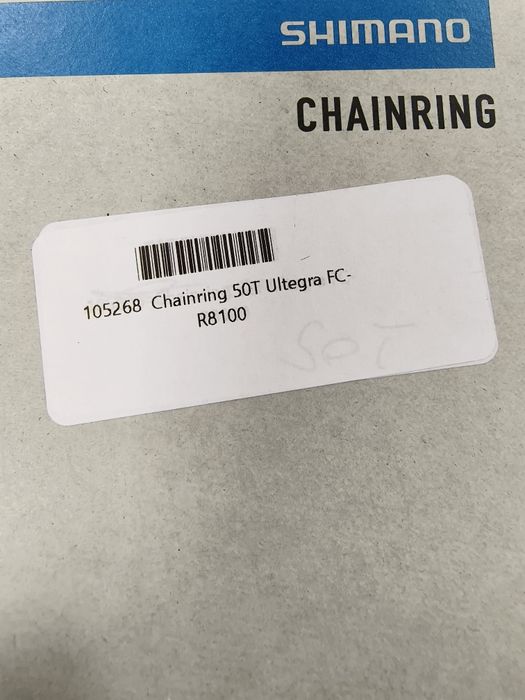 SHIMANO
CHAINRING
105268 Chainring 50T Ultegra FC-
R8100
50T